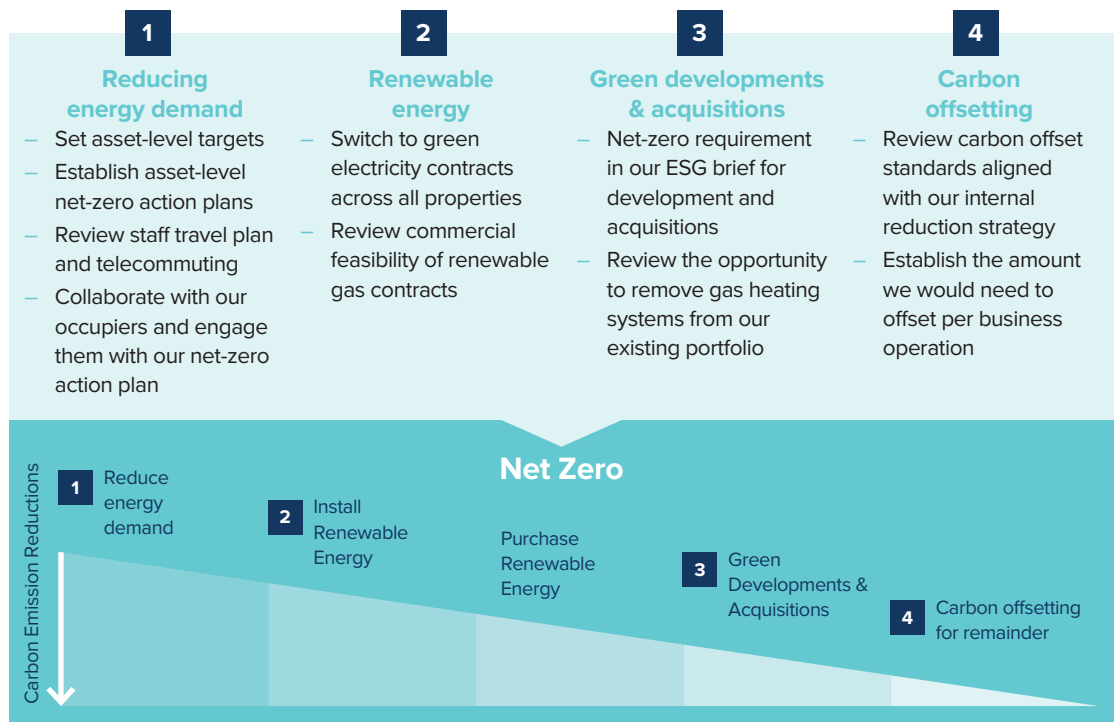 1
Reducing
energy demand
– Set asset-level targets
– Establish asset-level
net-zero action plans
– Review staff travel plan
and telecommuting
– Collaborate with our
occupiers and engage
them with our net-zero
action plan
2
Renewable
energy
– Switch to green
electricity contracts
across all properties
– Review commercial
feasibility of renewable
gas contracts
3
Green developments
& acquisitions
– Net-zero requirement
in our ESG brief for
development and
acquisitions
– Review the opportunity
to remove gas heating
systems from our
existing portfolio
4
Carbon
offsetting
– Review carbon offset
standards aligned
with our internal
reduction strategy
– Establish the amount
we would need to
offset per business
operation
Net Zero
Carbon Emission Reductions
1
Reduce
energy
demand
2
Install
Renewable
Energy
Purchase
Renewable
Energy
3
Green
Developments &
Acquisitions
4
Carbon offsetting
for remainder